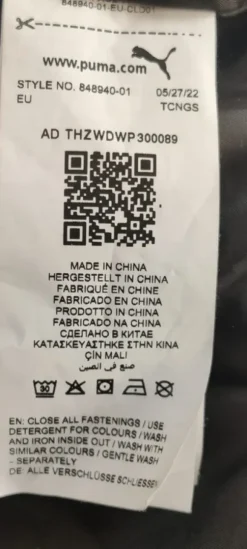 848940-01-EU-CLO01
PUMA
www.puma.com
STYLE NO. 848940-01 05/27/22
EU TCNGS
AD THZWDWP300089
MADE IN CHINA
HERGESTELLT IN CHINA
FABRIQUÉ EN CHINE
FABRICADO EN CHINA
PRODOTTO IN CHINA
FABRICADO NA CHINA
СДЕЛАНО В КИТАЕ
ΚΑΤΑΣΚΕΥΑΣΤΗΚΕ ΣΤΗΝ ΚΙΝΑ
ÇİN MALI
صنع في الصين
30
EN: CLOSE ALL FASTENINGS / USE
DETERGENT FOR COLOURS / WASH
AND IRON INSIDE OUT / WASH WITH
SIMILAR COLOURS / GENTLE WASH
- SEPARATELY
DE: ALLE VERSCHLÜSSE SCHLIESSEN